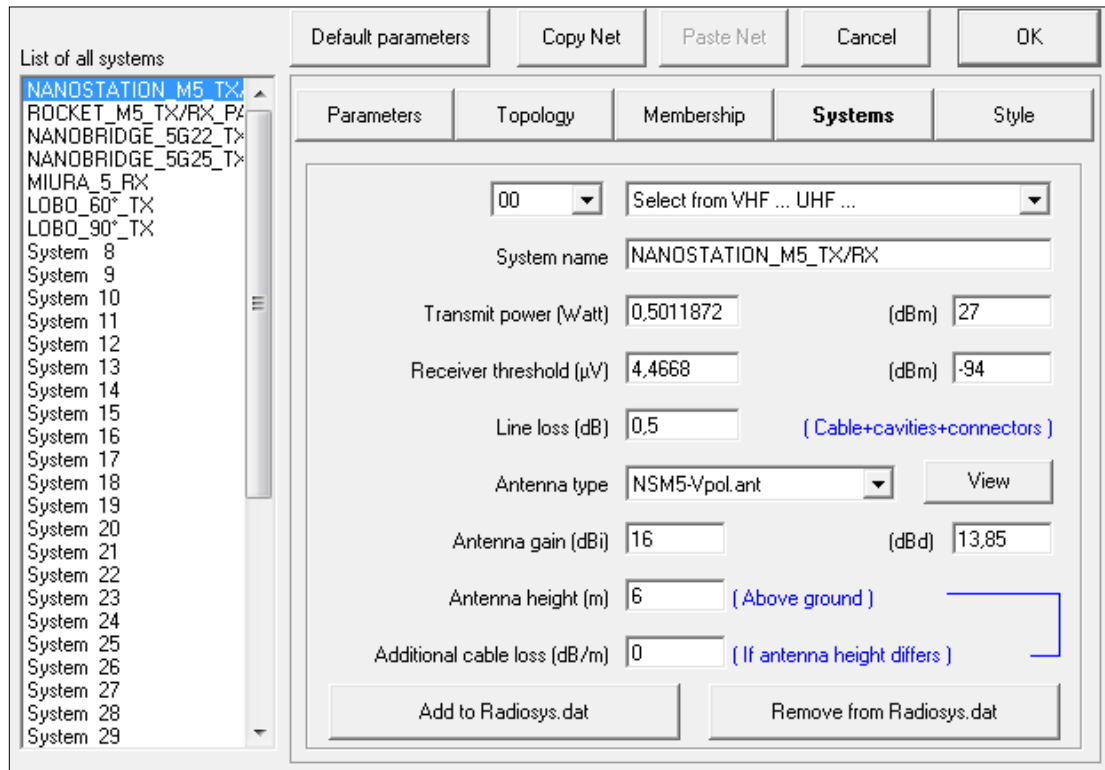 Default parameters
Copy Net
Paste Net
Cancel
OK
List of all systems
NANOSTATION_M5_TX/
ROCKET_M5_TX/RX_PA
NANOBRIDGE_5G22_TX
NANOBRIDGE_5G25_TX
MIURA_5_RX
LOBO_60°_TX
LOBO_90°_TX
System 8
System 9
System 10
System 11
System 12
System 13
System 14
System 15
System 16
System 17
System 18
System 19
System 20
System 21
System 22
System 23
System 24
System 25
System 26
System 27
System 28
System 29
Parameters
Topology
Membership
Systems
Style
00 Select from VHF ... UHF ...
System name NANOSTATION_M5_TX/RX
Transmit power (Watt) 0,5011872 (dBm) 27
Receiver threshold (µV) 4,4668 (dBm) -94
Line loss (dB) 0,5 ( Cable+cavities+connectors )
Antenna type NSM5-Vpol.ant View
Antenna gain (dBi) 16 (dBd) 13,85
Antenna height (m) 6 ( Above ground )
Additional cable loss (dB/m) 0 ( If antenna height differs )
Add to Radiosys.dat
Remove from Radiosys.dat